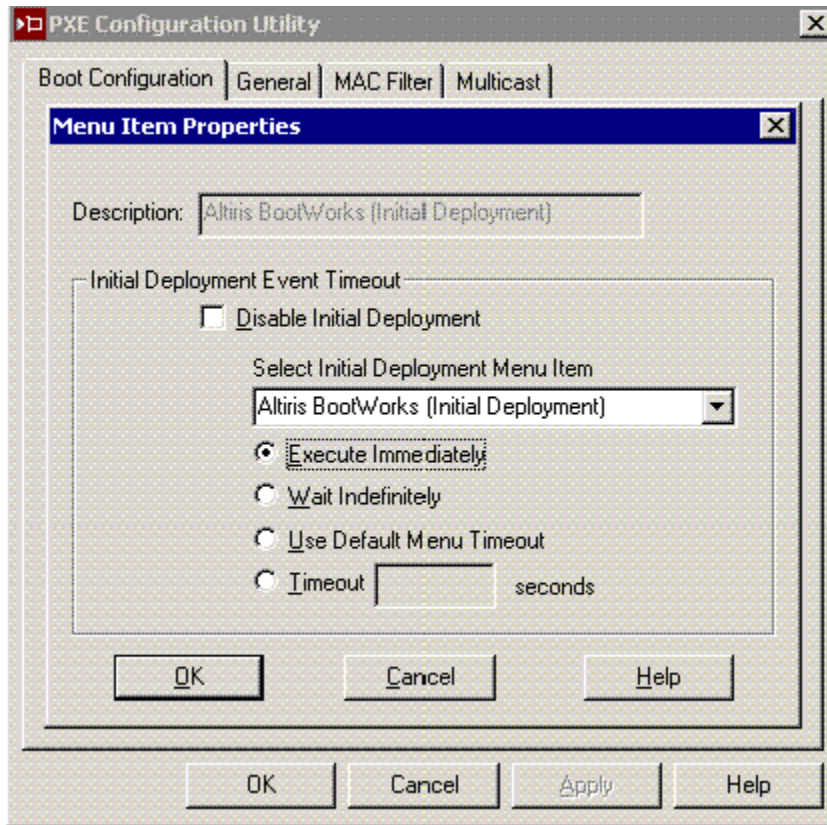 PXE Configuration Utility
Boot Configuration General MAC Filter Multicast
Menu Item Properties
Description: Altiris BootWorks (Initial Deployment)
Initial Deployment Event Timeout
Disable Initial Deployment
Select Initial Deployment Menu Item
Altiris BootWorks (Initial Deployment)
Execute Immediately
Wait Indefinitely
Use Default Menu Timeout
Timeout seconds
OK Cancel Help
OK Cancel Apply Help